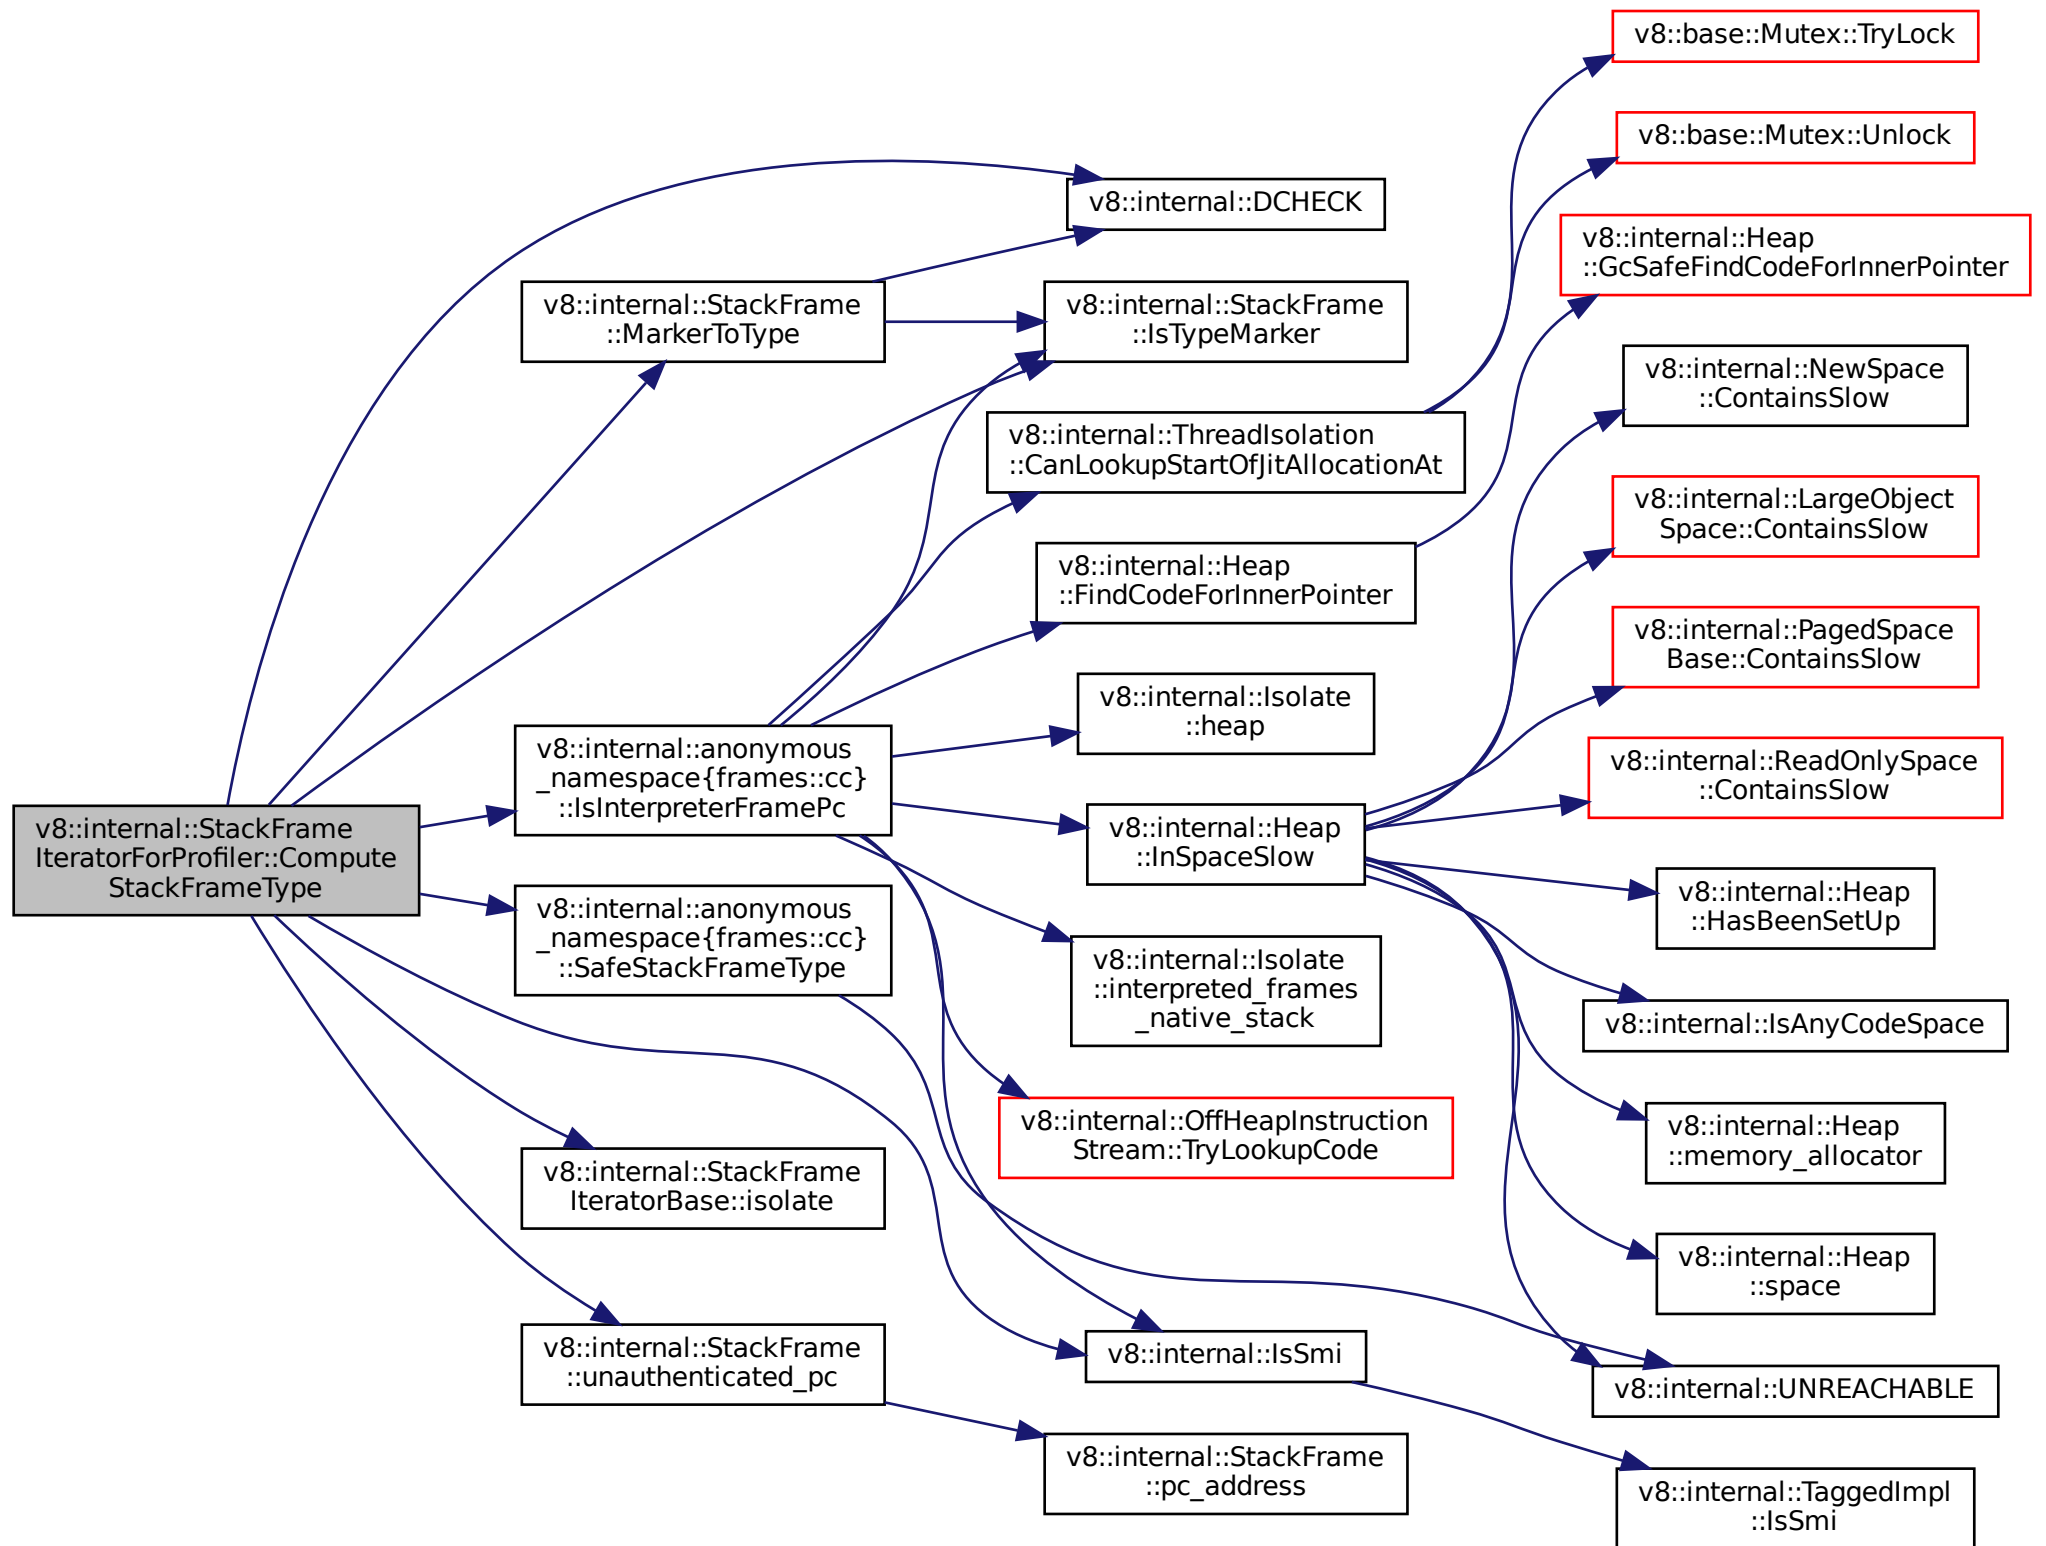 v8::internal::StackFrame
IteratorForProfiler::Compute
StackFrameType
v8::internal::StackFrame
::MarkerToType
v8::internal::anonymous
_namespace{frames::cc}
::IsInterpreterFramePc
v8::internal::anonymous
_namespace{frames::cc}
::SafeStackFrameType
v8::internal::StackFrame
IteratorBase::isolate
v8::internal::StackFrame
::unauthenticated_pc
v8::internal::DCHECK
v8::internal::StackFrame
::IsTypeMarker
v8::internal::ThreadIsolation
::CanLookupStartOfJitAllocationAt
v8::internal::Heap
::FindCodeForInnerPointer
v8::internal::Isolate
::heap
v8::internal::Heap
::InSpaceSlow
v8::internal::Isolate
::interpreted_frames
_native_stack
v8::internal::OffHeapInstruction
Stream::TryLookupCode
v8::internal::IsSmi
v8::internal::StackFrame
::pc_address
v8::base::Mutex::TryLock
v8::base::Mutex::Unlock
v8::internal::Heap
::GcSafeFindCodeForInnerPointer
v8::internal::NewSpace
::ContainsSlow
v8::internal::LargeObject
Space::ContainsSlow
v8::internal::PagedSpace
Base::ContainsSlow
v8::internal::ReadOnlySpace
::ContainsSlow
v8::internal::Heap
::HasBeenSetUp
v8::internal::IsAnyCodeSpace
v8::internal::Heap
::memory_allocator
v8::internal::Heap
::space
v8::internal::UNREACHABLE
v8::internal::TaggedImpl
::IsSmi